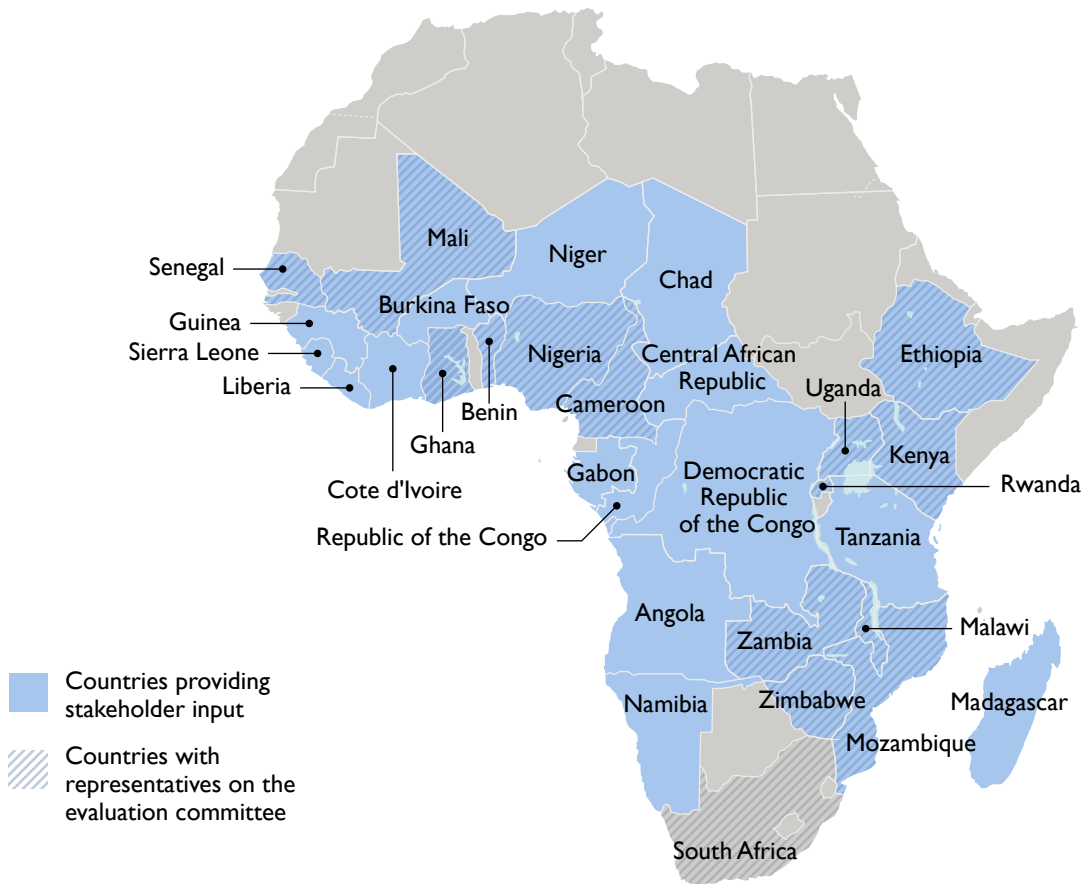 Mali
Niger
Senegal
Chad
Burkina Faso
Guinea
Sierra Leone
Nigeria
Central African
Republic
Ethiopia
Liberia
Uganda
Cameroon
Benin
Ghana
Kenya
Gabon
Democratic
Republic
of the Congo
Cote d'Ivoire
Rwanda
Republic of the Congo
Tanzania
Angola
Malawi
Zambia
Countries providing
stakeholder input
Namibia
Zimbabwe
Madagascar
Mozambique
Countries with
representatives on the
evaluation committee
South Africa